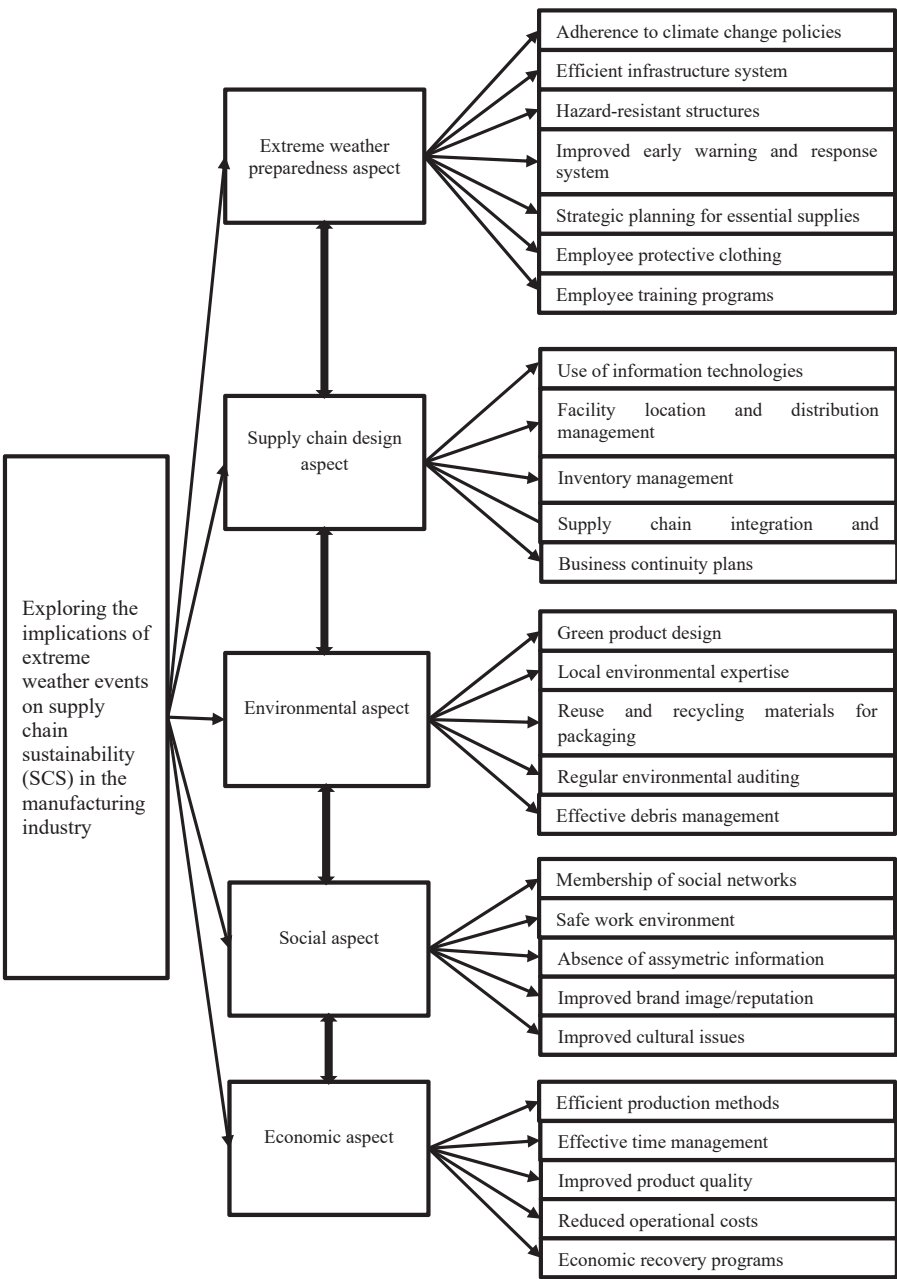 Exploring the
implications of
extreme
weather events
on supply
chain
sustainability
(SCS) in the
manufacturing
industry
Extreme weather
preparedness aspect
Adherence to climate change policies
Efficient infrastructure system
Hazard-resistant structures
Improved early warning and response
system
Strategic planning for essential supplies
Employee protective clothing
Employee training programs
Supply chain design
aspect
Use of information technologies
Facility location and distribution
management
Inventory management
Supply chain integration and
Business continuity plans
Environmental aspect
Green product design
Local environmental expertise
Reuse and recycling materials for
packaging
Regular environmental auditing
Effective debris management
Social aspect
Membership of social networks
Safe work environment
Absence of assymetric information
Improved brand image/reputation
Improved cultural issues
Economic aspect
Efficient production methods
Effective time management
Improved product quality
Reduced operational costs
Economic recovery programs